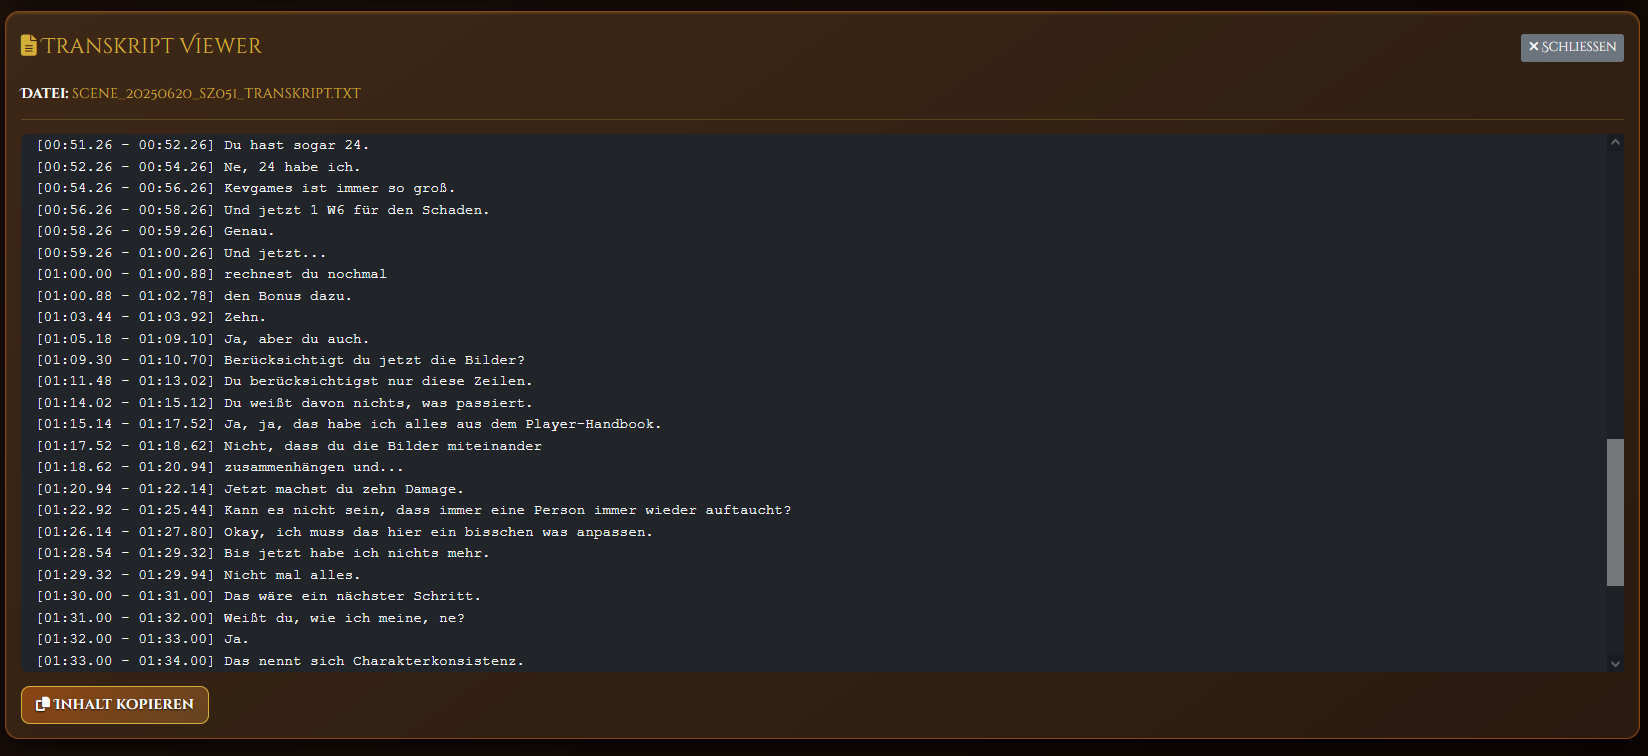 Transkript Viewer
✕ Schliessen
Datei: scene_20250620_SZ051_transkript.txt
[00:51.26 - 00:52.26] Du hast sogar 24.
[00:52.26 - 00:54.26] Ne, 24 habe ich.
[00:54.26 - 00:56.26] Kevgames ist immer so groß.
[00:56.26 - 00:58.26] Und jetzt 1 W6 für den Schaden.
[00:58.26 - 00:59.26] Genau.
[00:59.26 - 01:00.26] Und jetzt...
[01:00.00 - 01:00.88] rechnest du nochmal
[01:00.88 - 01:02.78] den Bonus dazu.
[01:03.44 - 01:03.92] Zehn.
[01:05.18 - 01:09.10] Ja, aber du auch.
[01:09.30 - 01:10.70] Berücksichtigt du jetzt die Bilder?
[01:11.48 - 01:13.02] Du berücksichtigst nur diese Zeilen.
[01:14.02 - 01:15.12] Du weißt davon nichts, was passiert.
[01:15.14 - 01:17.52] Ja, ja, das habe ich alles aus dem Player-Handbook.
[01:17.52 - 01:18.62] Nicht, dass du die Bilder miteinander
[01:18.62 - 01:20.94] zusammenhängen und...
[01:20.94 - 01:22.14] Jetzt machst du zehn Damage.
[01:22.92 - 01:25.44] Kann es nicht sein, dass immer eine Person immer wieder auftaucht?
[01:26.14 - 01:27.80] Okay, ich muss das hier ein bisschen was anpassen.
[01:28.54 - 01:29.32] Bis jetzt habe ich nichts mehr.
[01:29.32 - 01:29.94] Nicht mal alles.
[01:30.00 - 01:31.00] Das wäre ein nächster Schritt.
[01:31.00 - 01:32.00] Weißt du, wie ich meine, ne?
[01:32.00 - 01:33.00] Ja.
[01:33.00 - 01:34.00] Das nennt sich Charakterkonsistenz.
Inhalt kopieren